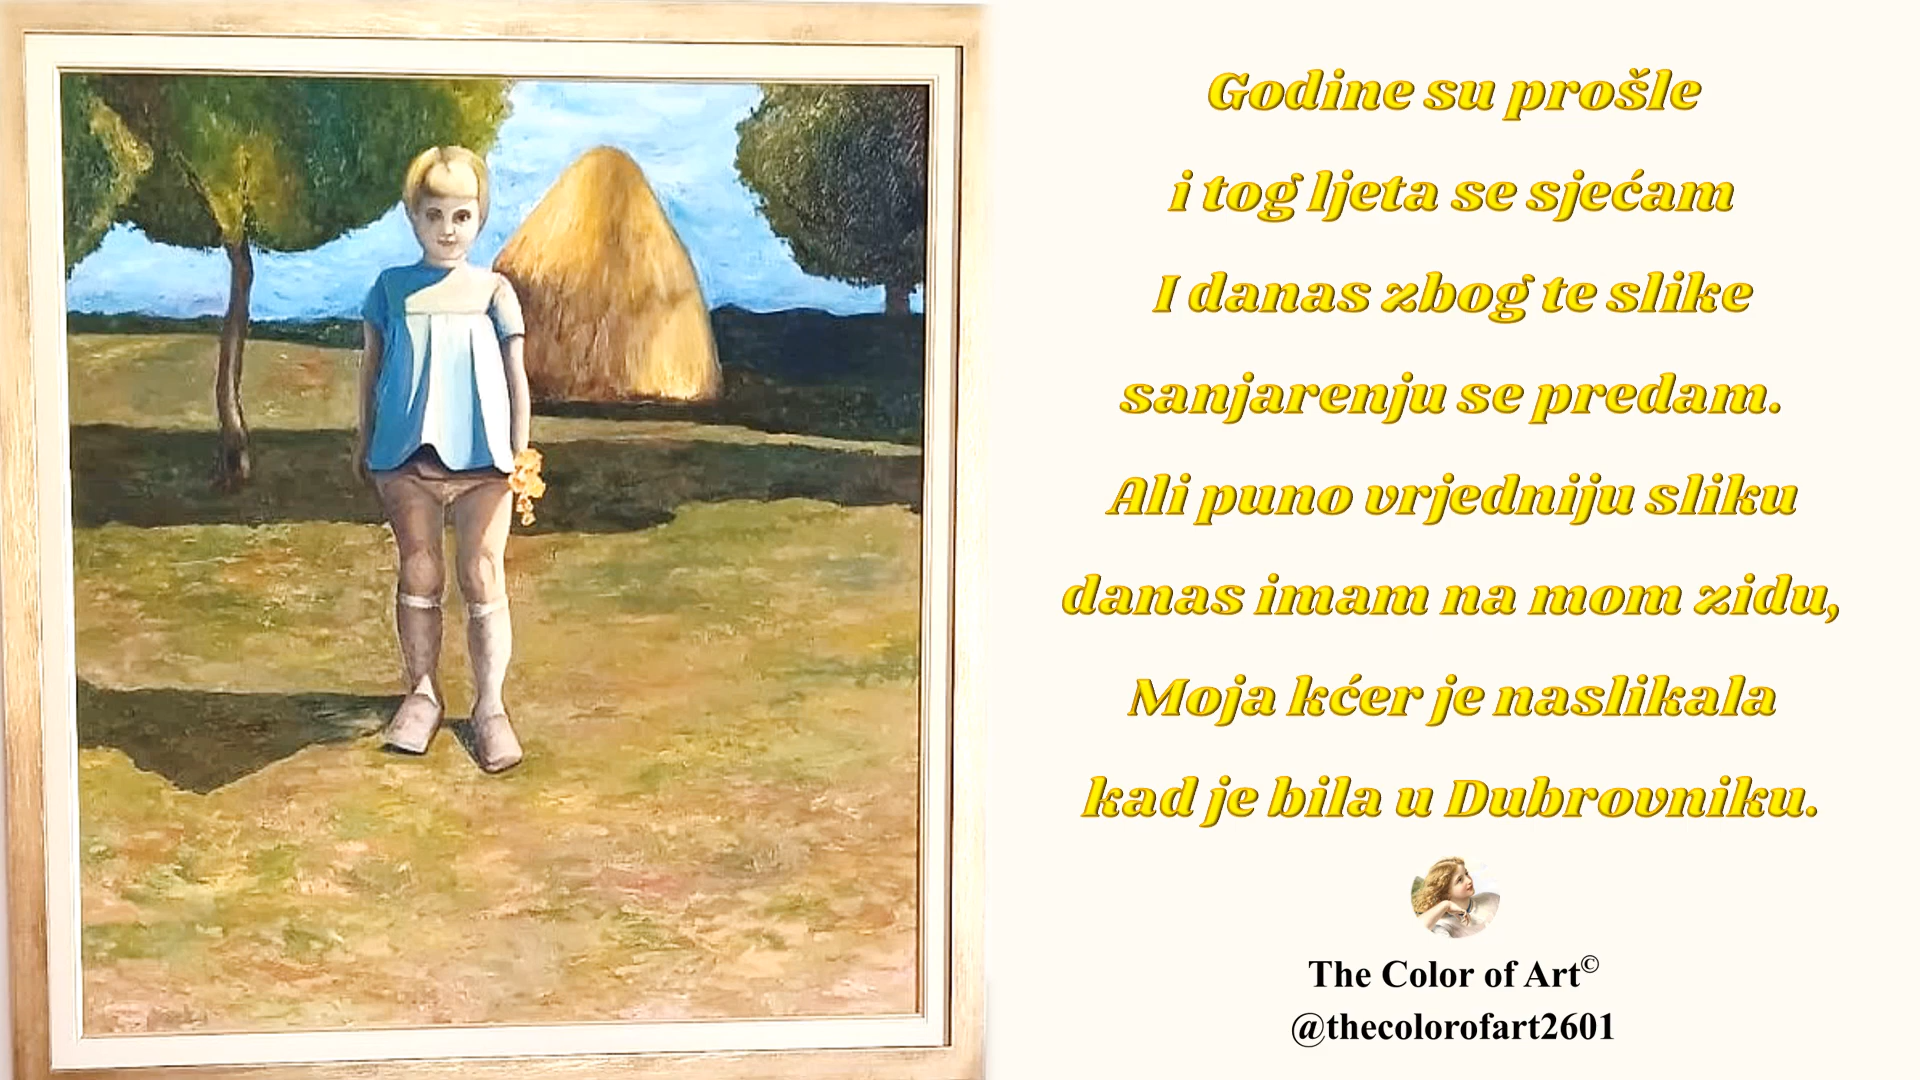 Godine su prošle
i tog ljeta se sjećam
I danas zbog te slike
sanjarenju se predam.
Ali puno vrjedniju sliku
danas imam na mom zidu,
Moja kćer je naslikala
kad je bila u Dubrovniku.
The Color of Art©
@thecolorofart2601